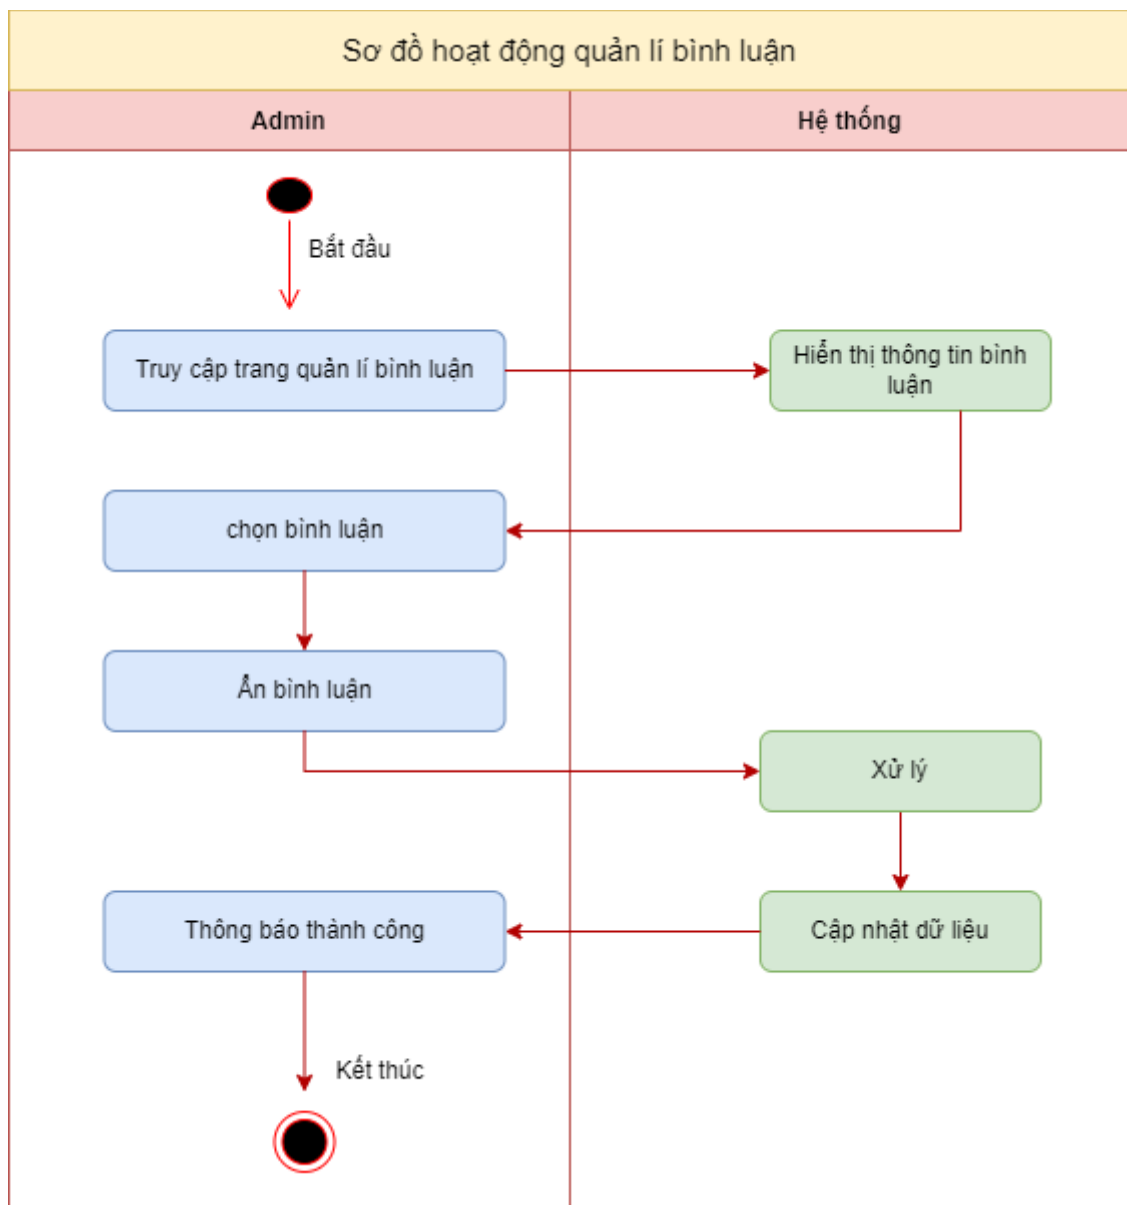 Sơ đồ hoạt động quản lí bình luận
Admin
Hệ thống
Bắt đầu
Truy cập trang quản lí bình luận
Hiển thị thông tin bình
luận
chọn bình luận
Ẩn bình luận
Xử lý
Thông báo thành công
Cập nhật dữ liệu
Kết thúc